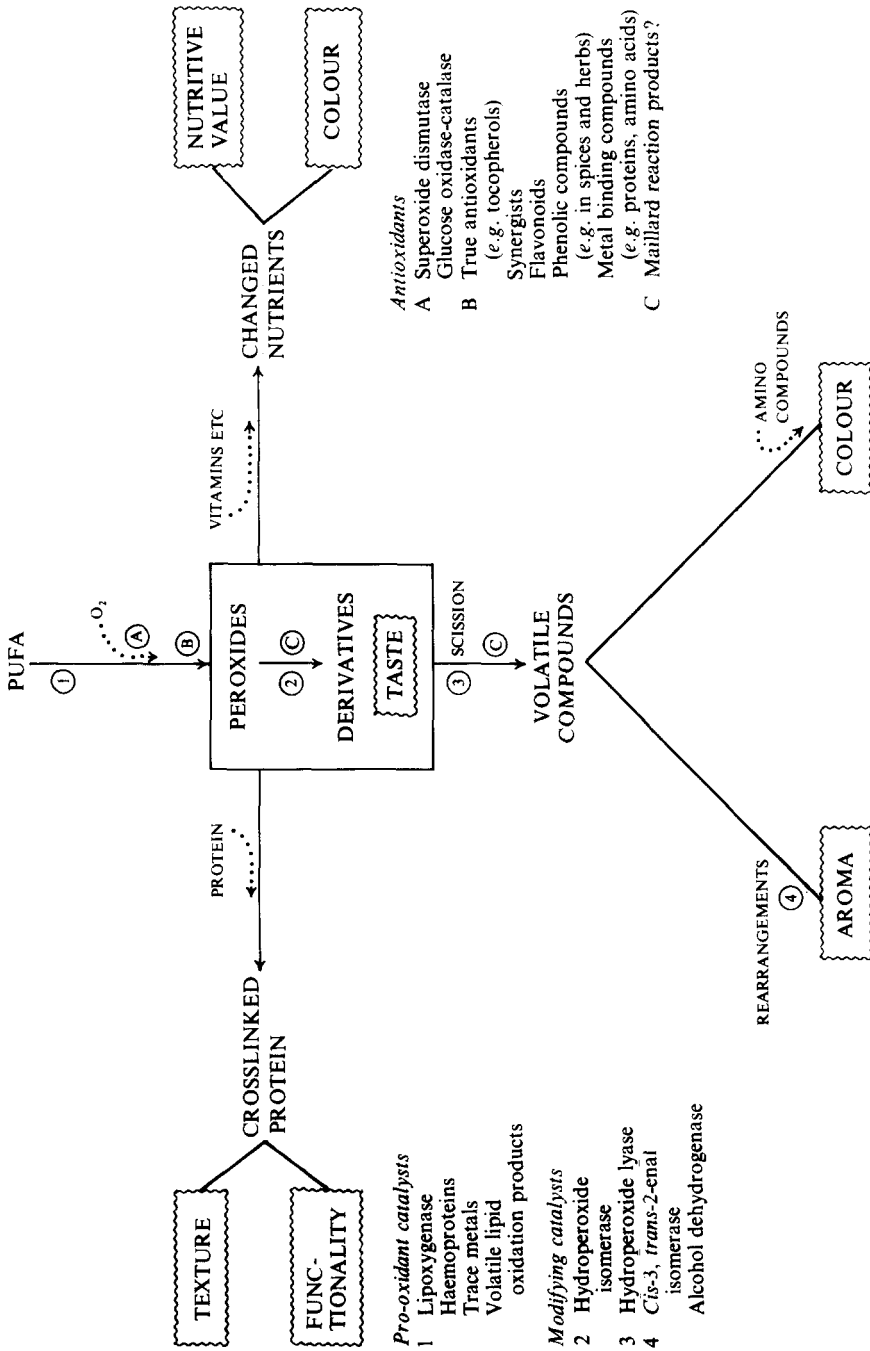 PUFA
O₂
①
Ⓐ
Ⓑ
PROTEIN
VITAMINS ETC
PEROXIDES
② Ⓒ
DERIVATIVES
TASTE
TEXTURE
FUNC-
TIONALITY
CROSSLINKED
PROTEIN
CHANGED
NUTRIENTS
NUTRITIVE
VALUE
COLOUR
③ SCISSION
Ⓒ
VOLATILE
COMPOUNDS
REARRANGEMENTS
④
AROMA
AMINO
COMPOUNDS
COLOUR
Pro-oxidant catalysts
1 Lipoxygenase
Haemoproteins
Trace metals
Volatile lipid
oxidation products
Modifying catalysts
2 Hydroperoxide
isomerase
3 Hydroperoxide lyase
4 Cis-3, trans-2-enal
isomerase
Alcohol dehydrogenase
Antioxidants
A Superoxide dismutase
Glucose oxidase-catalase
B True antioxidants
(e.g. tocopherols)
Synergists
Flavonoids
Phenolic compounds
(e.g. in spices and herbs)
Metal binding compounds
(e.g. proteins, amino acids)
C Maillard reaction products?